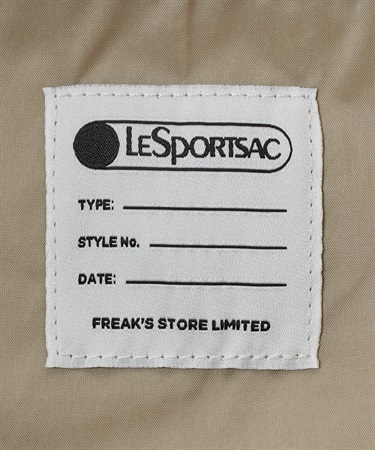 LESPORTSAC
TYPE:
STYLE No.
DATE:
FREAK'S STORE LIMITED